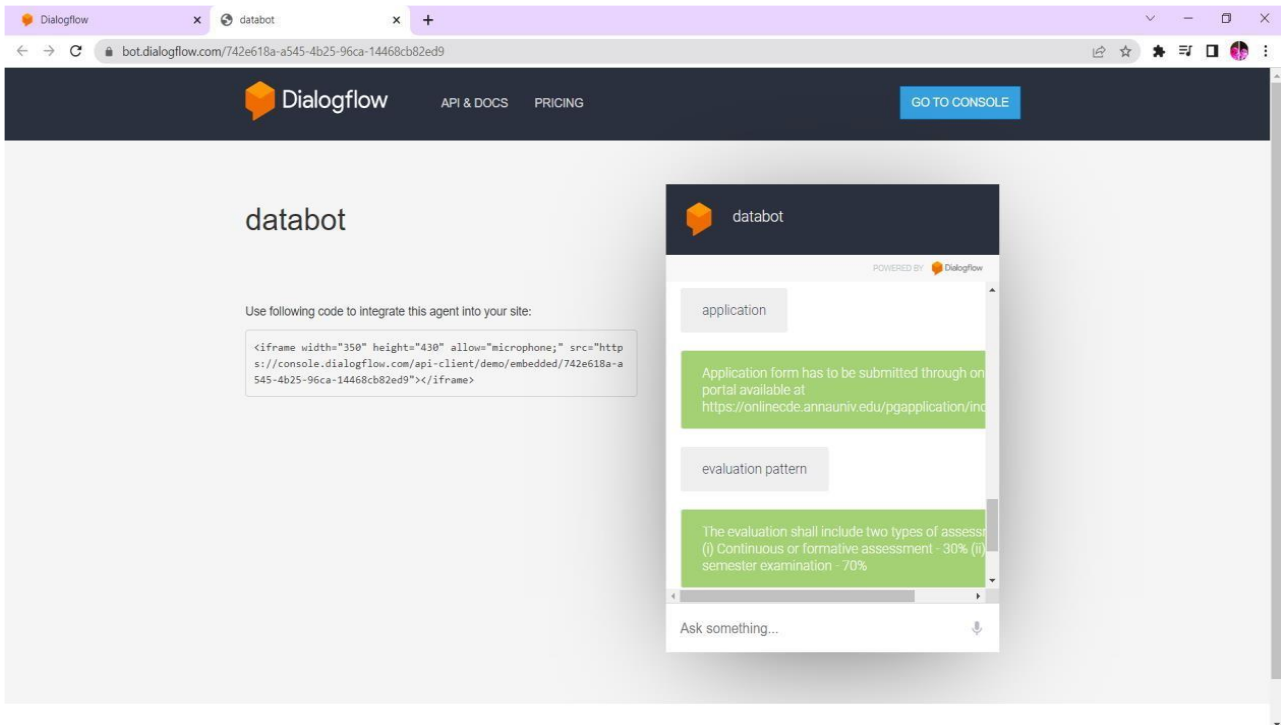 Dialogflow
databot
bot.dialogflow.com/742e618a-a545-4b25-96ca-14468cb82ed9
Dialogflow API & DOCS PRICING GO TO CONSOLE
databot
Use following code to integrate this agent into your site:
<iframe width="350" height="430" allow="microphone;" src="http
s://console.dialogflow.com/api-client/demo/embedded/742e618a-a
545-4b25-96ca-14468cb82ed9"></iframe>
databot
POWERED BY Dialogflow
application
Application form has to be submitted through on
portal available at
https://onlinecde.annauniv.edu/pgapplication/ind
evaluation pattern
The evaluation shall include two types of assessm
(i) Continuous or formative assessment - 30% (ii)
semester examination - 70%
Ask something...